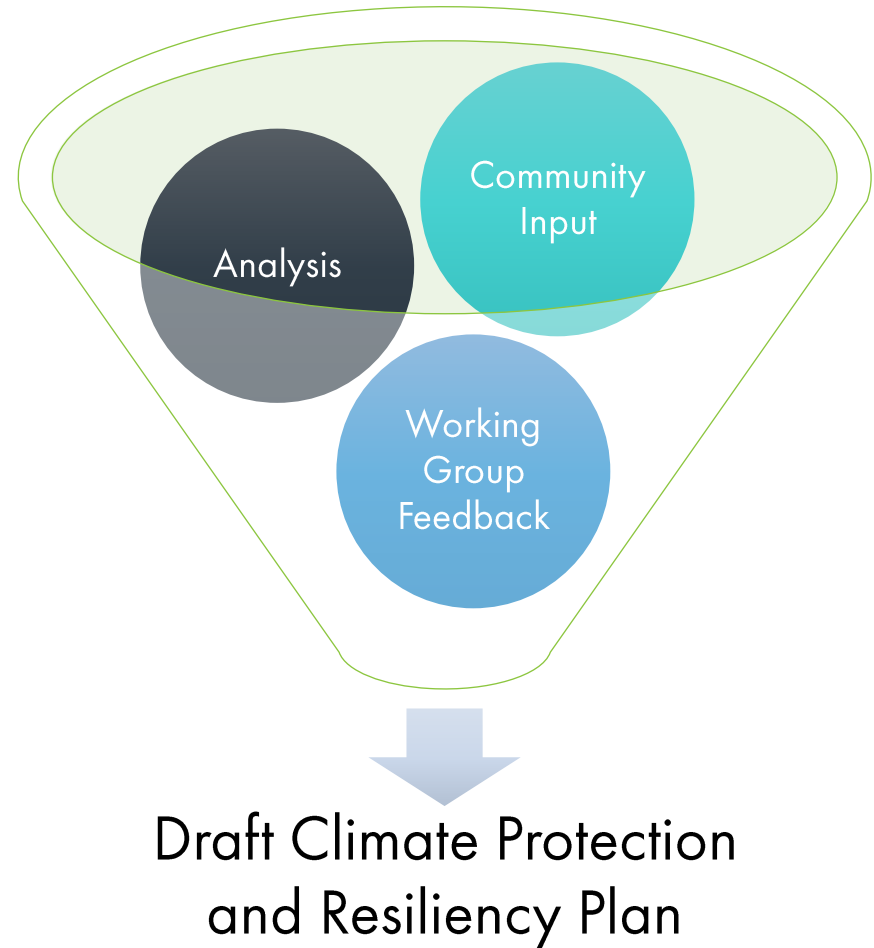 Community
Input
Analysis
Working
Group
Feedback
Draft Climate Protection
and Resiliency Plan